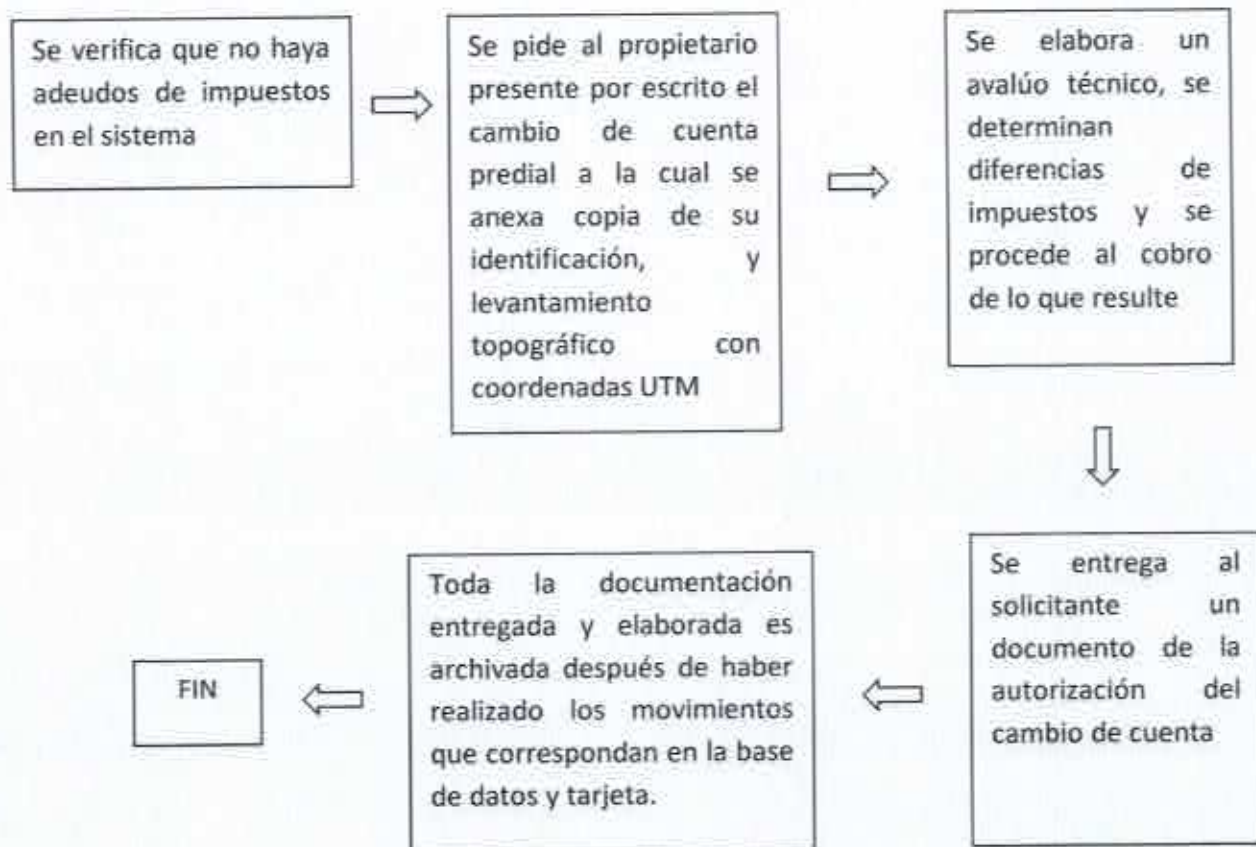 Se verifica que no haya
adeudos de impuestos
en el sistema
Se pide al propietario
presente por escrito el
cambio de cuenta
predial a la cual se
anexa copia de su
identificación, y
levantamiento
topográfico con
coordenadas UTM
Se elabora un
avalúo técnico, se
determinan
diferencias de
impuestos y se
procede al cobro
de lo que resulte
Se entrega al
solicitante un
documento de la
autorización del
cambio de cuenta
Toda la documentación
entregada y elaborada es
archivada después de haber
realizado los movimientos
que correspondan en la base
de datos y tarjeta.
FIN